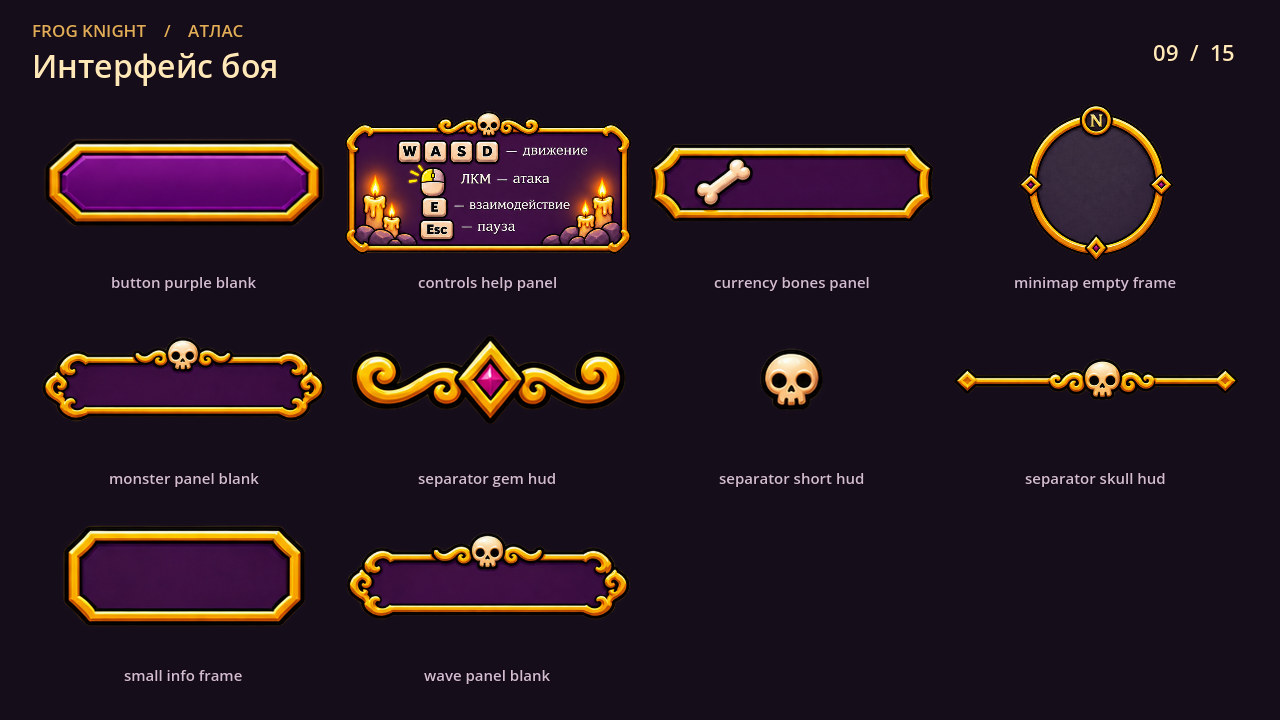 FROG KNIGHT / АТЛАС
Интерфейс боя
09 / 15
W A S D — движение
ЛКМ — атака
E — взаимодействие
Esc — пауза
N
button purple blank
controls help panel
currency bones panel
minimap empty frame
monster panel blank
separator gem hud
separator short hud
separator skull hud
small info frame
wave panel blank